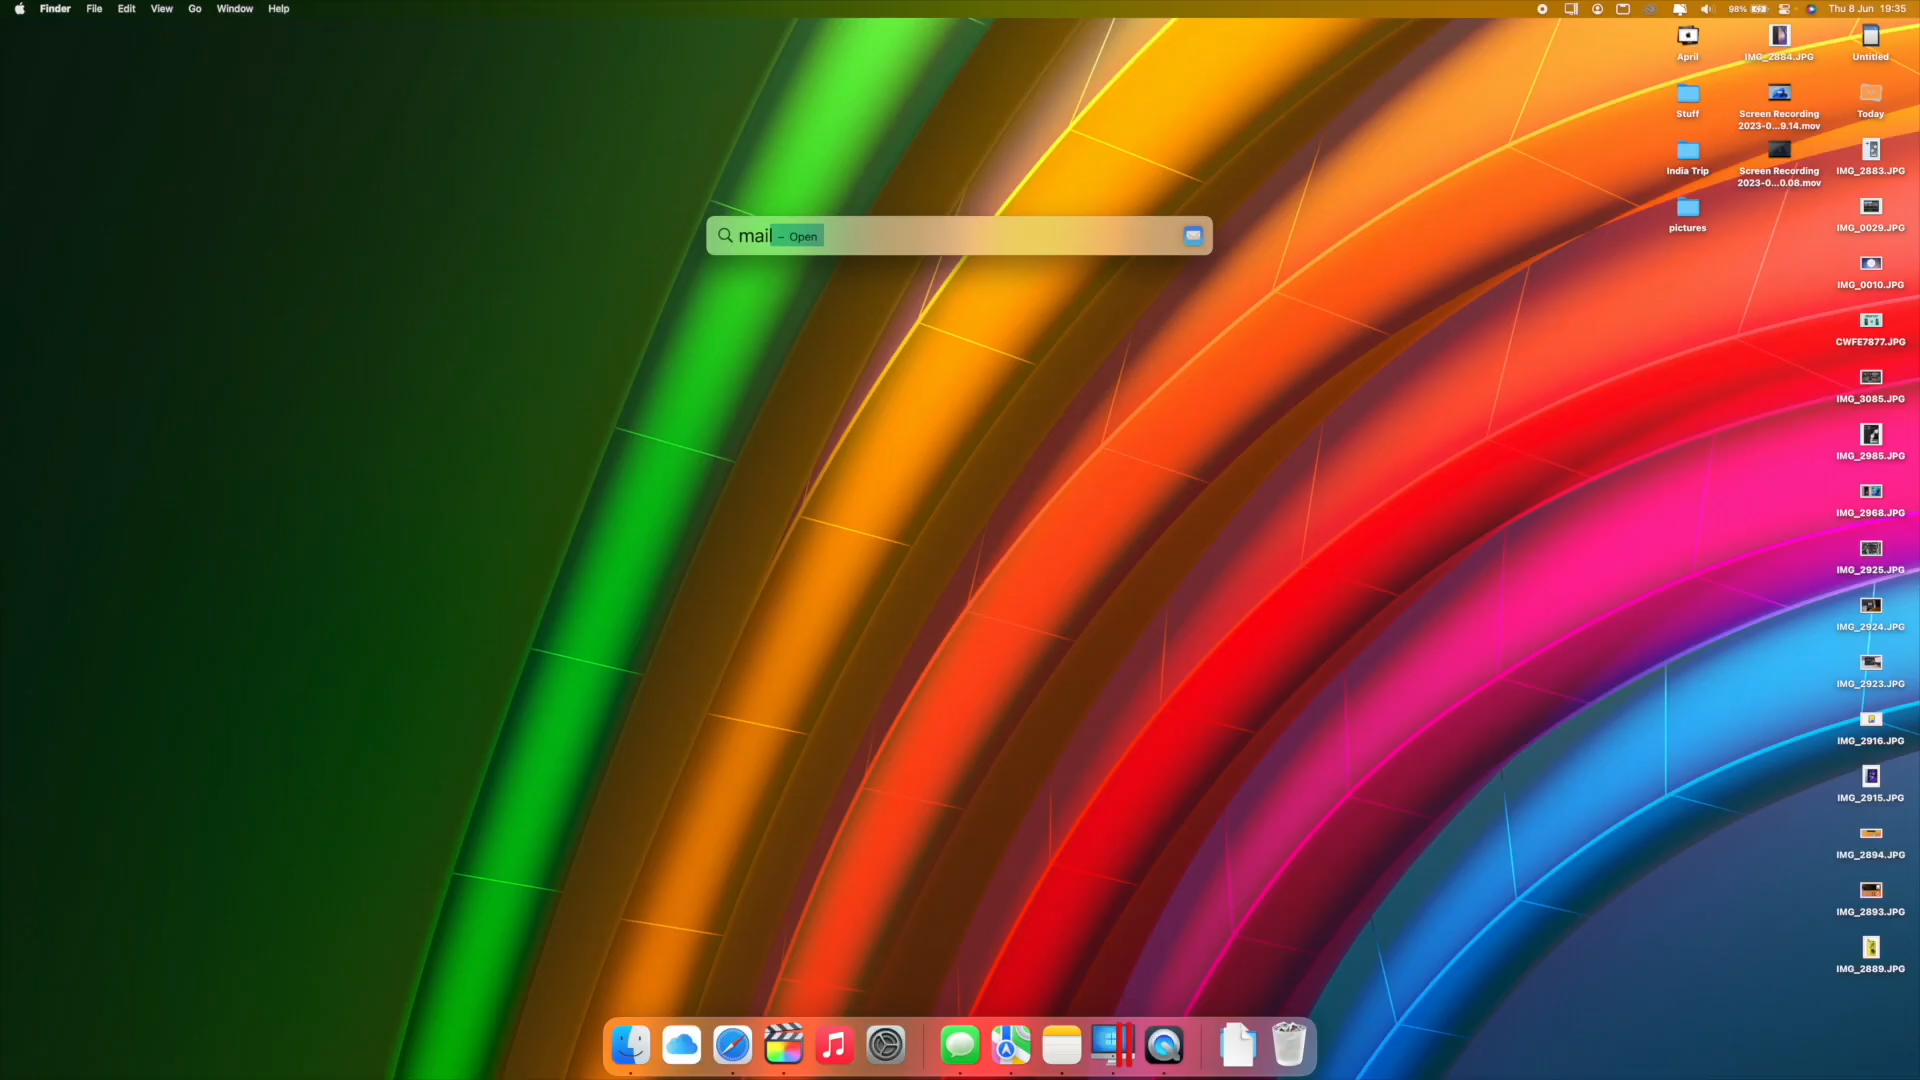 Finder File Edit View Go Window Help
98% Thu 8 Jun 19:35
April
IMG_2884.JPG
Untitled
Stuff
Screen Recording
2023-0...9.14.mov
Today
India Trip
Screen Recording
2023-0...0.08.mov
IMG_2883.JPG
pictures
IMG_0029.JPG
mail – Open
IMG_0010.JPG
CWFE7877.JPG
IMG_3085.JPG
IMG_2985.JPG
IMG_2968.JPG
IMG_2925.JPG
IMG_2924.JPG
IMG_2923.JPG
IMG_2916.JPG
IMG_2915.JPG
IMG_2894.JPG
IMG_2893.JPG
IMG_2889.JPG